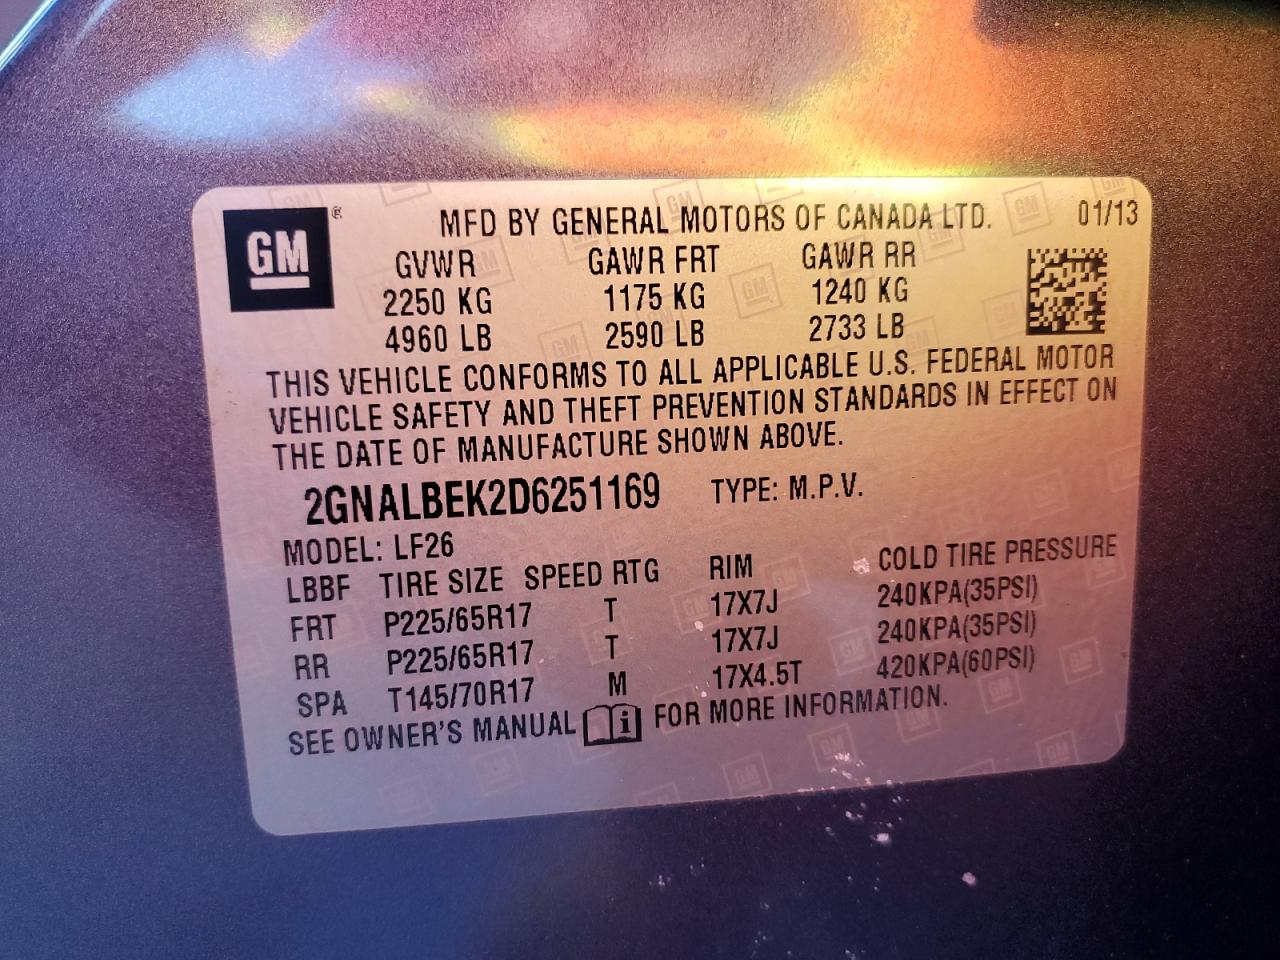 GM ® MFD BY GENERAL MOTORS OF CANADA LTD. 01/13
GVWR GAWR FRT GAWR RR
2250 KG 1175 KG 1240 KG
4960 LB 2590 LB 2733 LB
THIS VEHICLE CONFORMS TO ALL APPLICABLE U.S. FEDERAL MOTOR
VEHICLE SAFETY AND THEFT PREVENTION STANDARDS IN EFFECT ON
THE DATE OF MANUFACTURE SHOWN ABOVE.
2GNALBEK2D6251169 TYPE: M.P.V.
MODEL: LF26
LBBF TIRE SIZE SPEED RTG RIM COLD TIRE PRESSURE
FRT P225/65R17 T 17X7J 240KPA(35PSI)
RR P225/65R17 T 17X7J 240KPA(35PSI)
SPA T145/70R17 M 17X4.5T 420KPA(60PSI)
SEE OWNER'S MANUAL i FOR MORE INFORMATION.